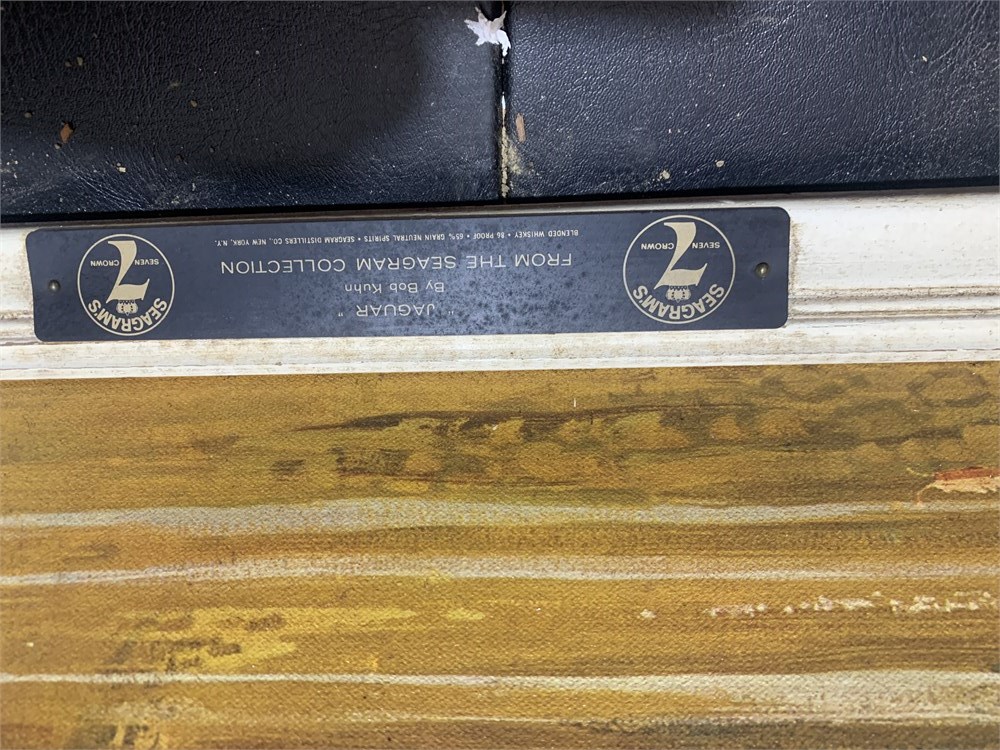 "JAGUAR"
By Bob Kuhn
FROM THE SEAGRAM COLLECTION
BLENDED WHISKEY • 86 PROOF • 65% GRAIN NEUTRAL SPIRITS • SEAGRAM DISTILLERS CO., NEW YORK, N.Y.
SEAGRAM'S
7
SEVEN CROWN
SEAGRAM'S
7
SEVEN CROWN